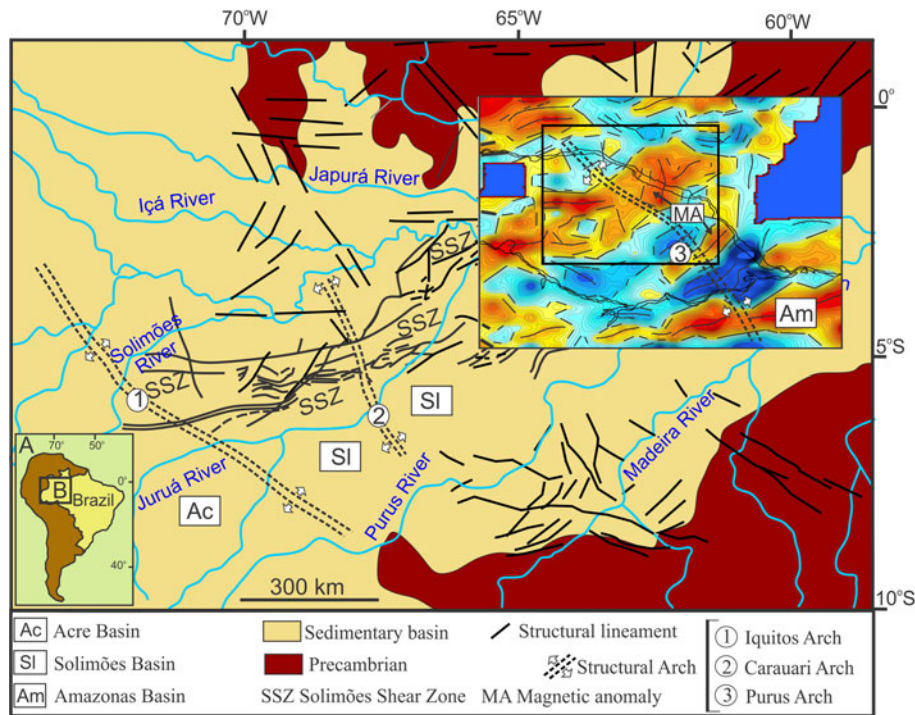 70°W
65°W
60°W
0°
5°S
10°S
Japurá River
Içá River
Solimões
River
SSZ
SSZ
SSZ
SSZ
MA
3
Am
n
1
2
Sl
Sl
Ac
Juruá River
Purus River
Madeira River
A
70°
50°
0°
B
Brazil
40°
300 km
Ac Acre Basin
Sl Solimões Basin
Am Amazonas Basin
Sedimentary basin
Precambrian
SSZ Solimões Shear Zone
Structural lineament
Structural Arch
MA Magnetic anomaly
1 Iquitos Arch
2 Carauari Arch
3 Purus Arch